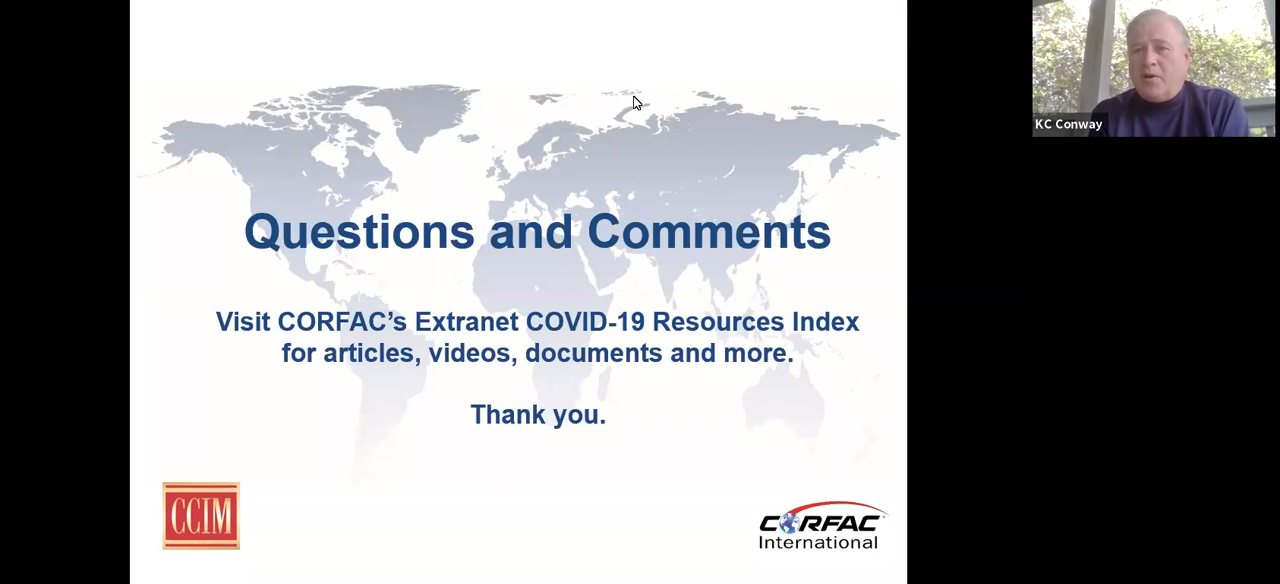 KC Conway
Questions and Comments
Visit CORFAC's Extranet COVID-19 Resources Index
for articles, videos, documents and more.
Thank you.
CCIM
CORFAC
International